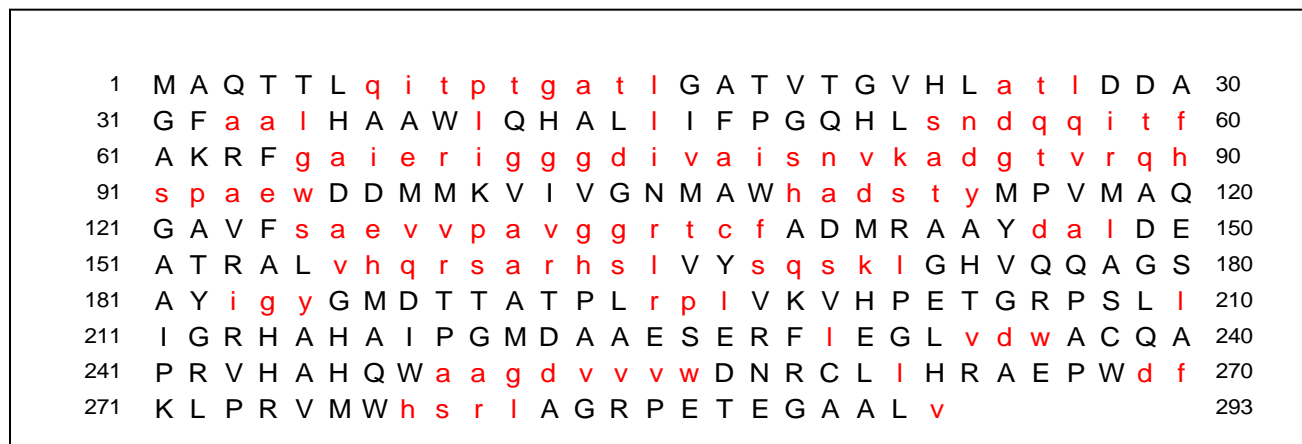 1 M A Q T T L q i t p t g a t l G A T V T G V H L a t l D D A 30
31 G F a a l H A A W l Q H A L l I F P G Q H L s n d q q i t f 60
61 A K R F g a i e r i g g g d i v a i s n v k a d g t v r q h 90
91 s p a e w D D M M K V I V G N M A W h a d s t y M P V M A Q 120
121 G A V F s a e v v p a v g g r t c f A D M R A A Y d a l D E 150
151 A T R A L v h q r s a r h s l V Y s q s k l G H V Q Q A G S 180
181 A Y i g y G M D T T A T P L r p l V K V H P E T G R P S L l 210
211 I G R H A H A I P G M D A A E S E R F l E G L v d w A C Q A 240
241 P R V H A H Q W a a g d v v v w D N R C L l H R A E P W d f 270
271 K L P R V M W h s r l A G R P E T E G A A L v 293